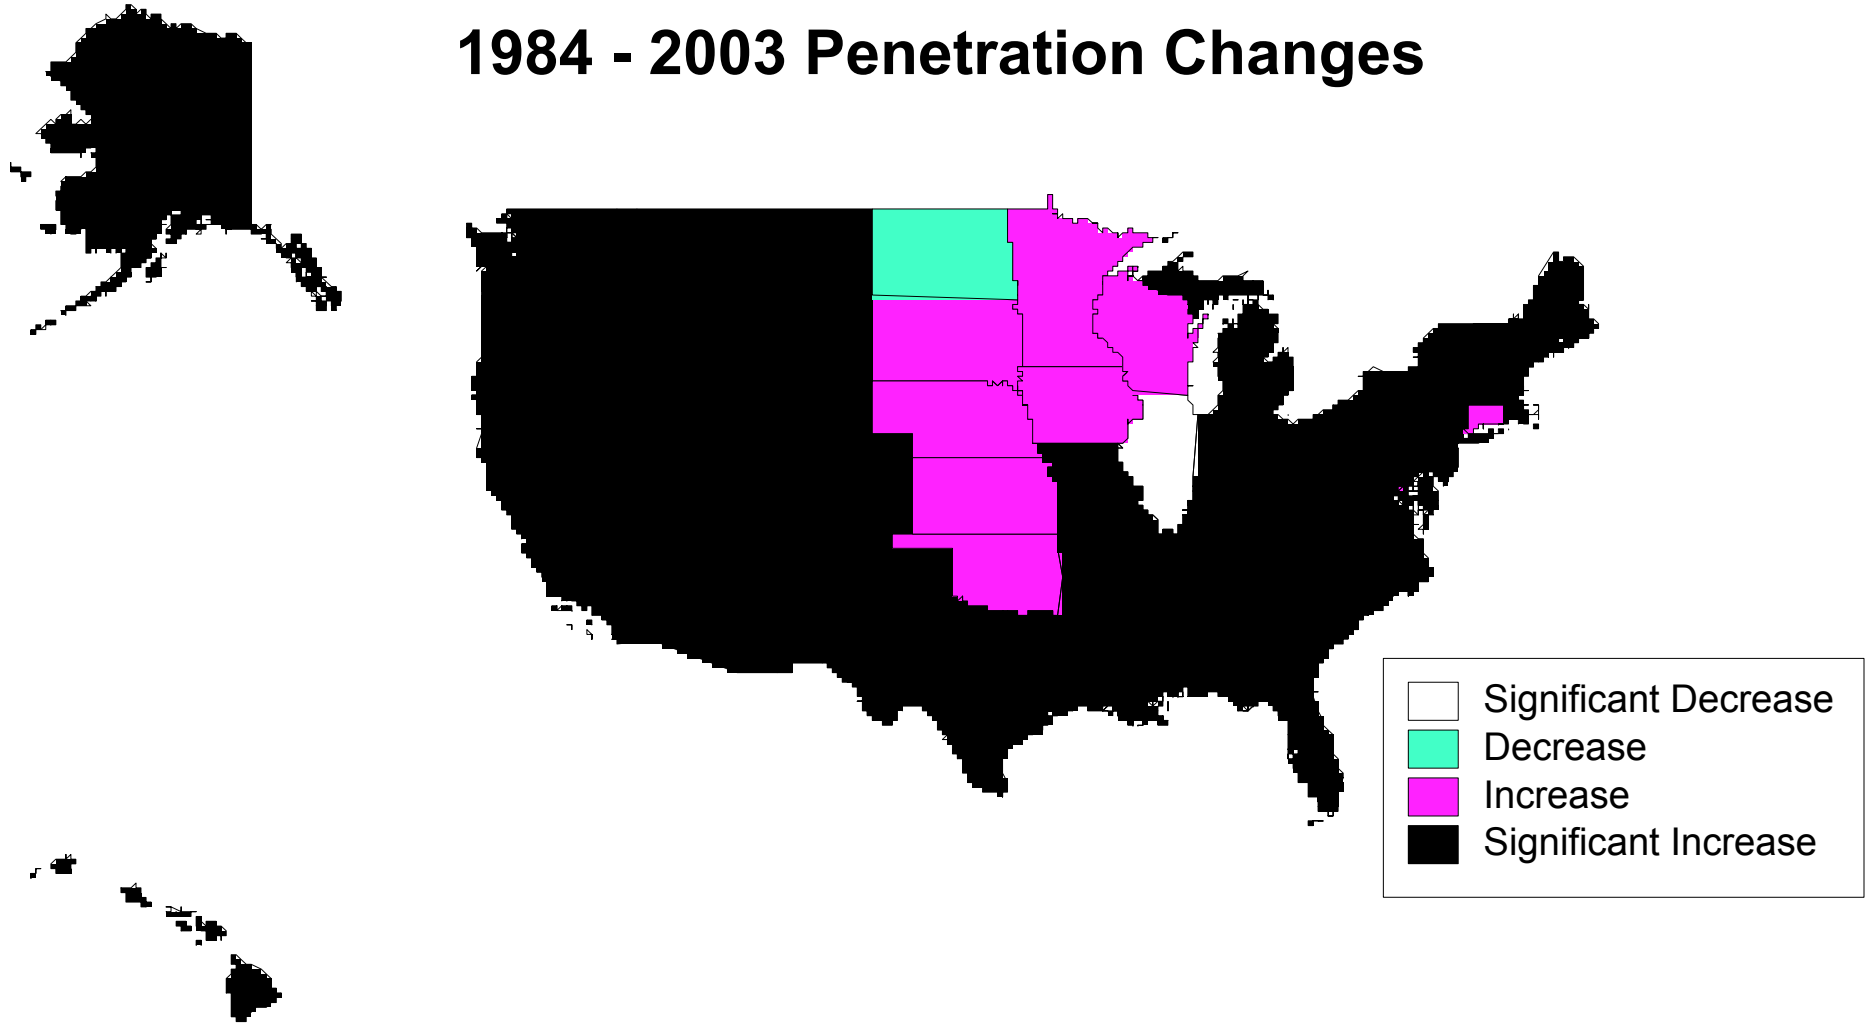 1984 - 2003 Penetration Changes
Significant Decrease
Decrease
Increase
Significant Increase